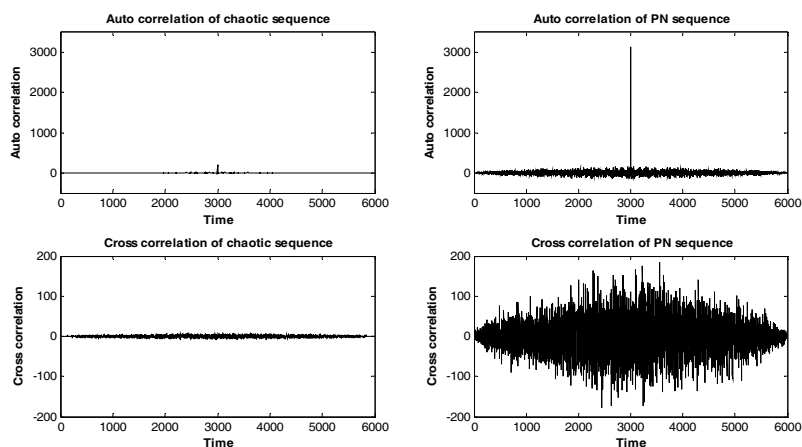 Auto correlation of chaotic sequence
3000
2000
1000
0
Auto correlation
0 1000 2000 3000 4000 5000 6000
Time
Auto correlation of PN sequence
3000
2000
1000
0
Auto correlation
0 1000 2000 3000 4000 5000 6000
Time
Cross correlation of chaotic sequence
200
100
0
-100
-200
Cross correlation
0 1000 2000 3000 4000 5000 6000
Time
Cross correlation of PN sequence
200
100
0
-100
-200
Cross correlation
0 1000 2000 3000 4000 5000 6000
Time